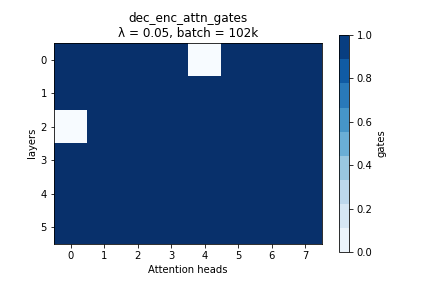 dec_enc_attn_gates
λ = 0.05, batch = 102k
layers
0
1
2
3
4
5
0 1 2 3 4 5 6 7
Attention heads
1.0
0.8
0.6
0.4
0.2
0.0
gates